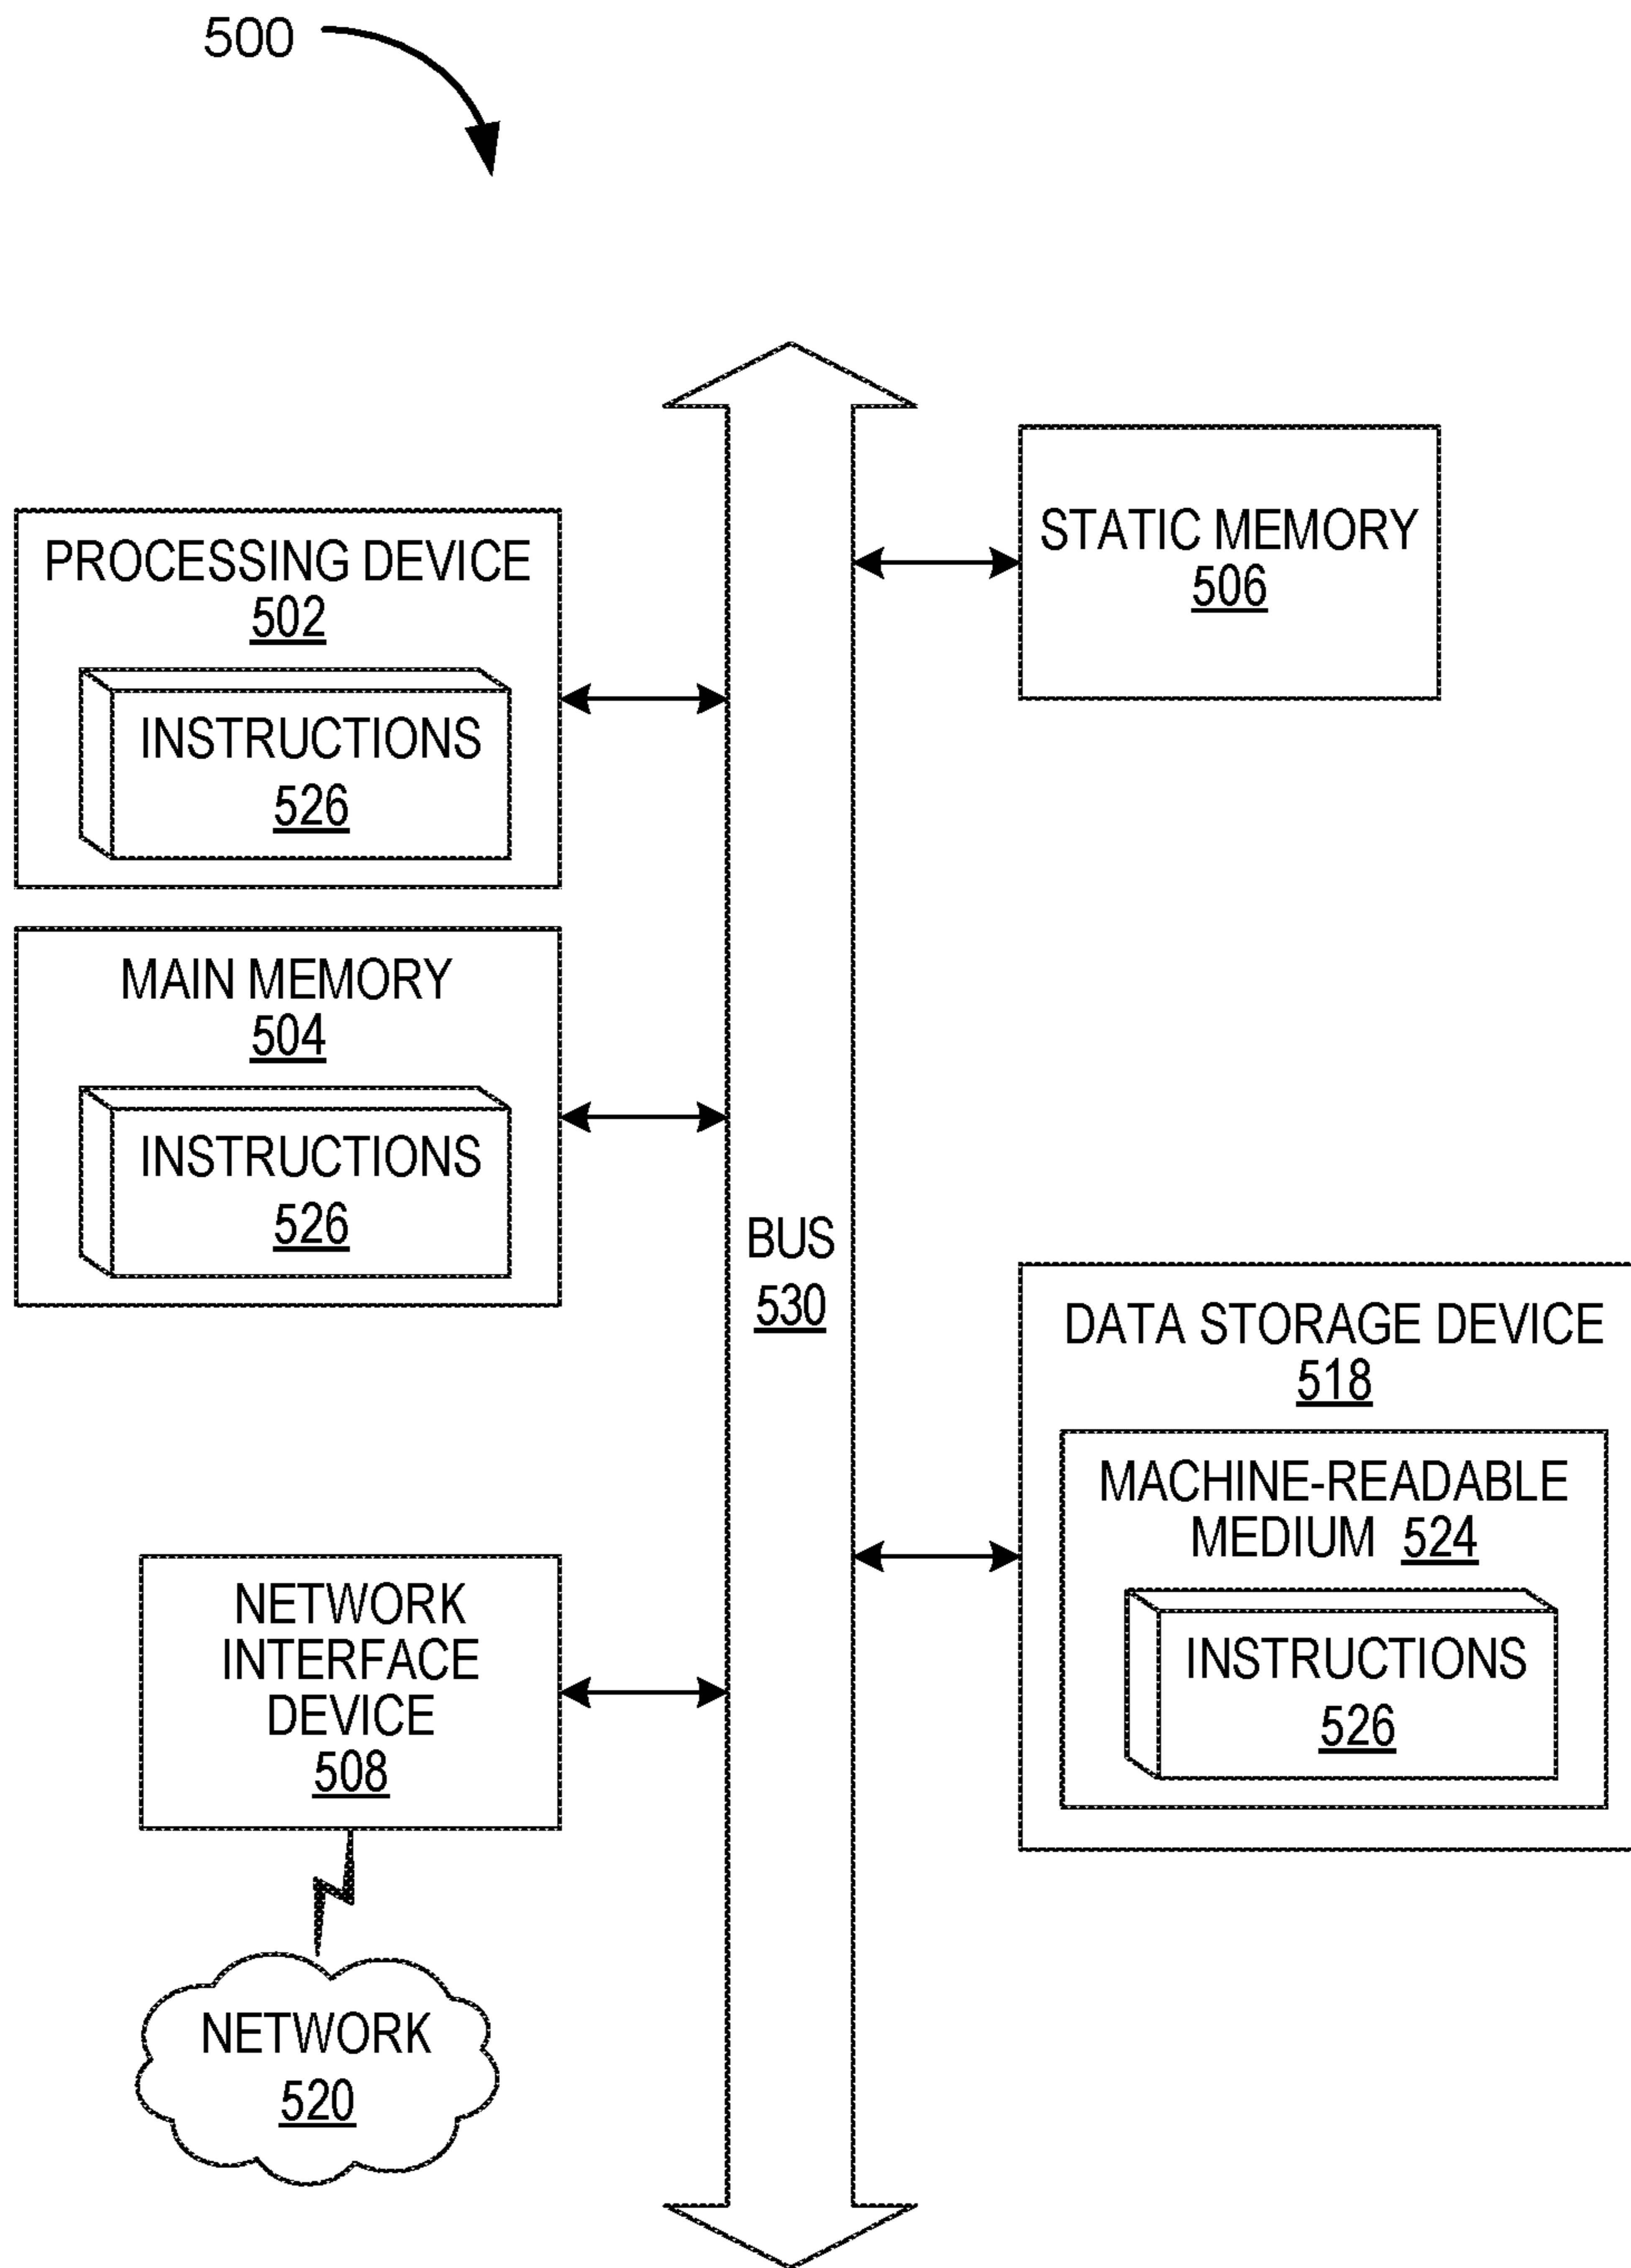 500
PROCESSING DEVICE
502
INSTRUCTIONS
526
MAIN MEMORY
504
INSTRUCTIONS
526
NETWORK
INTERFACE
DEVICE
508
NETWORK
520
BUS
530
STATIC MEMORY
506
DATA STORAGE DEVICE
518
MACHINE-READABLE
MEDIUM 524
INSTRUCTIONS
526